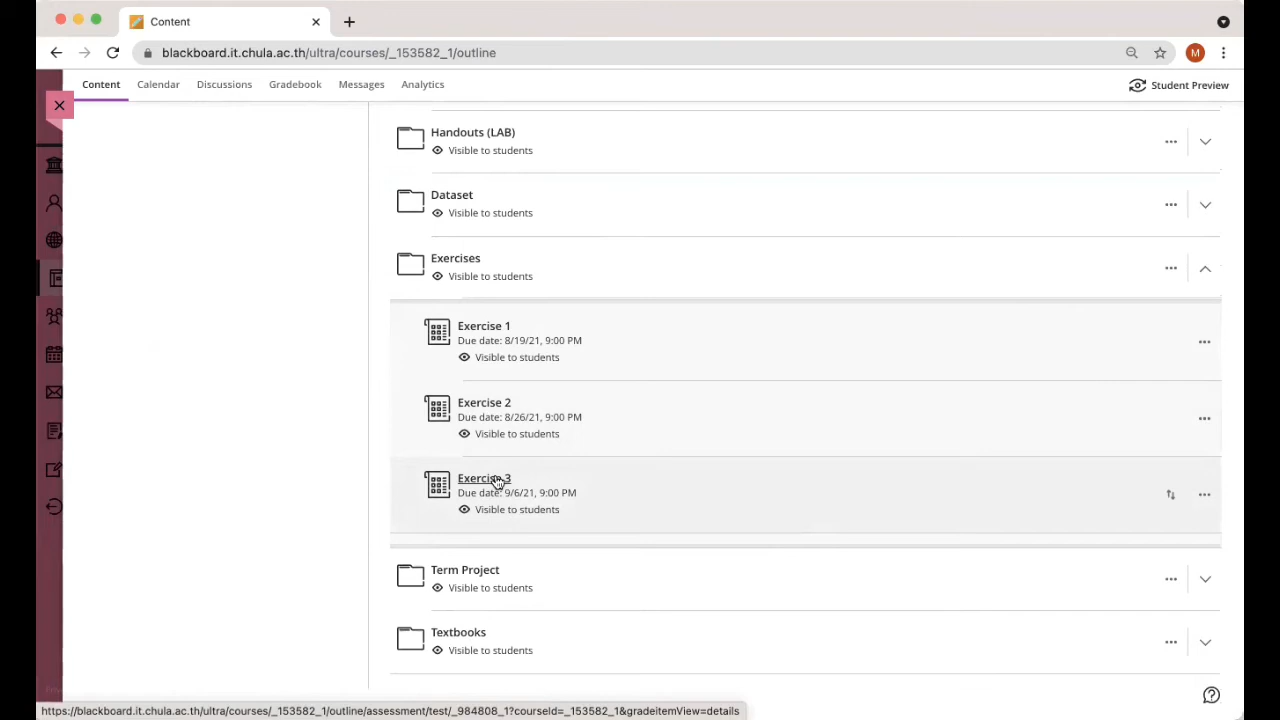 Content
blackboard.it.chula.ac.th/ultra/courses/_153582_1/outline
M
Content
Calendar
Discussions
Gradebook
Messages
Analytics
Student Preview
Handouts (LAB)
Visible to students
Dataset
Visible to students
Exercises
Visible to students
Exercise 1
Due date: 8/19/21, 9:00 PM
Visible to students
Exercise 2
Due date: 8/26/21, 9:00 PM
Visible to students
Exercise 3
Due date: 9/6/21, 9:00 PM
Visible to students
Term Project
Visible to students
Textbooks
Visible to students
https://blackboard.it.chula.ac.th/ultra/courses/_153582_1/outline/assessment/test/_984808_1?courseId=_153582_1&gradeitemView=details